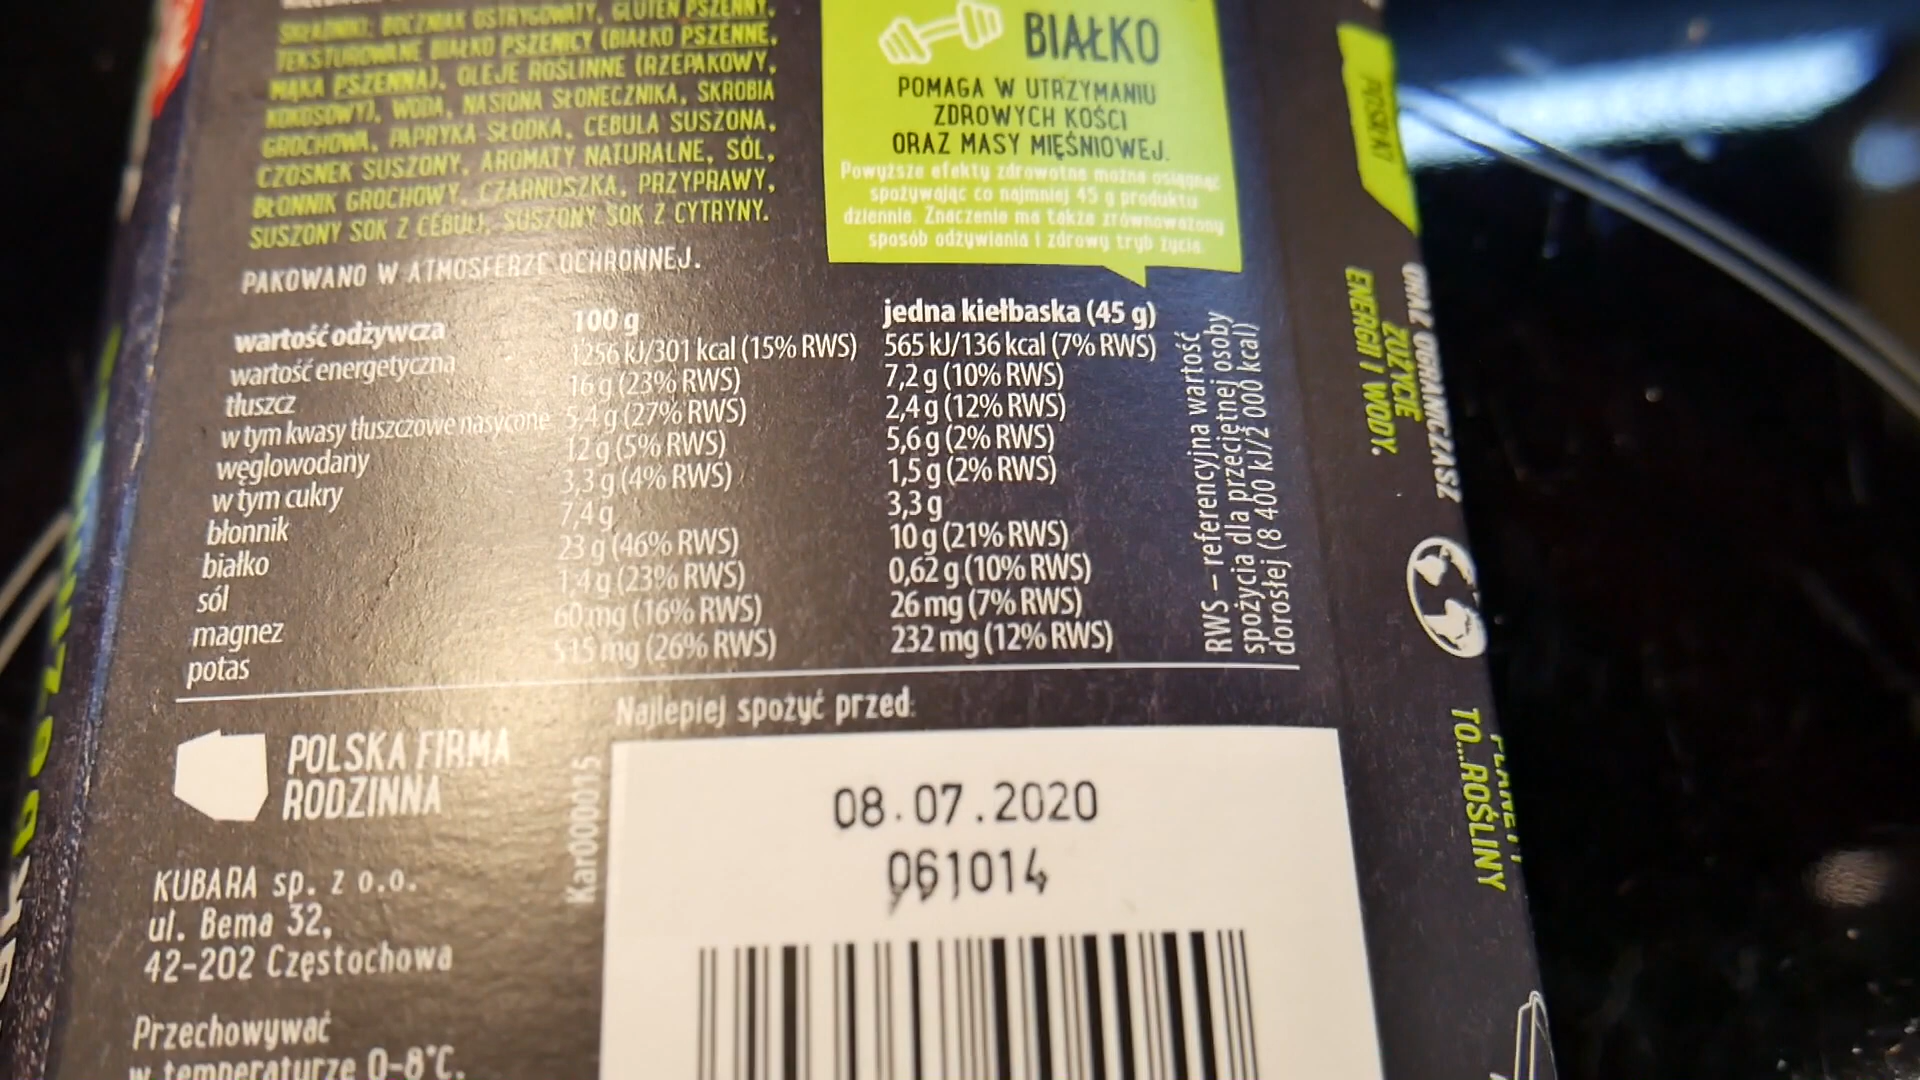 SKŁADNIKI: BOCZNIAK OSTRYGOWATY, GLUTEN PSZENNY,
TEKSTUROWANE BIAŁKO PSZENICY (BIAŁKO PSZENNE,
MĄKA PSZENNA), OLEJE ROŚLINNE (RZEPAKOWY,
KOKOSOWY), WODA, NASIONA SŁONECZNIKA, SKROBIA
GROCHOWA, PAPRYKA SŁODKA, CEBULA SUSZONA,
CZOSNEK SUSZONY, AROMATY NATURALNE, SÓL,
BŁONNIK GROCHOWY, CZARNUSZKA, PRZYPRAWY,
SUSZONY SOK Z CEBULI, SUSZONY SOK Z CYTRYNY.
PAKOWANO W ATMOSFERZE OCHRONNEJ.
BIAŁKO
POMAGA W UTRZYMANIU
ZDROWYCH KOŚCI
ORAZ MASY MIĘŚNIOWEJ.
Powyższe efekty zdrowotne można osiągnąć
spożywając co najmniej 45 g produktu
dziennie. Znaczenie ma także zrównoważony
sposób odżywiania i zdrowy tryb życia.
wartość odżywcza 100 g jedna kiełbaska (45 g)
wartość energetyczna 1256 kJ/301 kcal (15% RWS) 565 kJ/136 kcal (7% RWS)
tłuszcz 16 g (23% RWS) 7,2 g (10% RWS)
w tym kwasy tłuszczowe nasycone 5,4 g (27% RWS) 2,4 g (12% RWS)
węglowodany 12 g (5% RWS) 5,6 g (2% RWS)
w tym cukry 3,3 g (4% RWS) 1,5 g (2% RWS)
błonnik 7,4 g 3,3 g
białko 23 g (46% RWS) 10 g (21% RWS)
sól 1,4 g (23% RWS) 0,62 g (10% RWS)
magnez 60 mg (16% RWS) 26 mg (7% RWS)
potas 515 mg (26% RWS) 232 mg (12% RWS)
RWS – referencyjna wartość
spożycia dla przeciętnej osoby
dorosłej (8 400 kJ/2 000 kcal)
Najlepiej spożyć przed:
08.07.2020
061014
Kar000015
POLSKA FIRMA
RODZINNA
KUBARA sp. z o.o.
ul. Bema 32,
42-202 Częstochowa
Przechowywać
w temperaturze 0-8°C.
ORAZ OGRANICZASZ
ZUŻYCIE
ENERGII I WODY.
TO...ROŚLINY